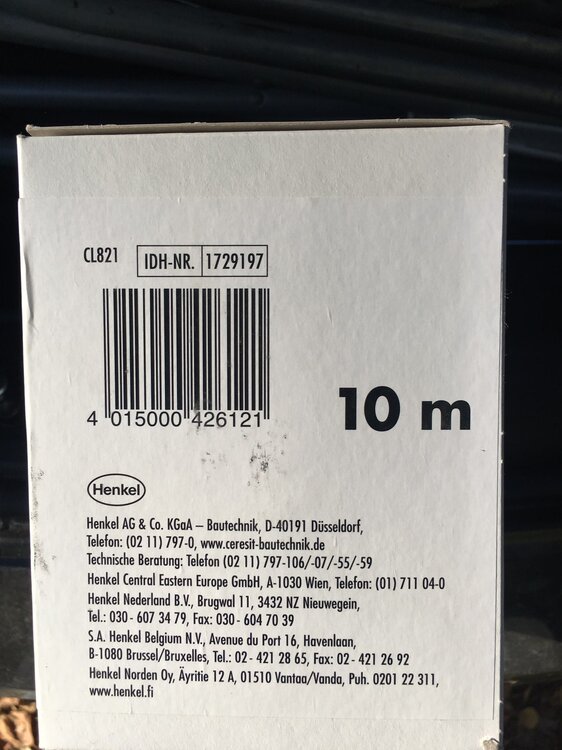 CL821 IDH-NR. 1729197
4 015000 426121
10 m
Henkel
Henkel AG & Co. KGaA – Bautechnik, D-40191 Düsseldorf,
Telefon: (02 11) 797-0, www.ceresit-bautechnik.de
Technische Beratung: Telefon (02 11) 797-106/-07/-55/-59
Henkel Central Eastern Europe GmbH, A-1030 Wien, Telefon: (01) 711 04-0
Henkel Nederland B.V., Brugwal 11, 3432 NZ Nieuwegein,
Tel.: 030 - 607 34 79, Fax: 030 - 604 70 39
S.A. Henkel Belgium N.V., Avenue du Port 16, Havenlaan,
B-1080 Brussel/Bruxelles, Tel.: 02 - 421 28 65, Fax: 02 - 421 26 92
Henkel Norden Oy, Äyritie 12 A, 01510 Vantaa/Vanda, Puh. 0201 22 311,
www.henkel.fi